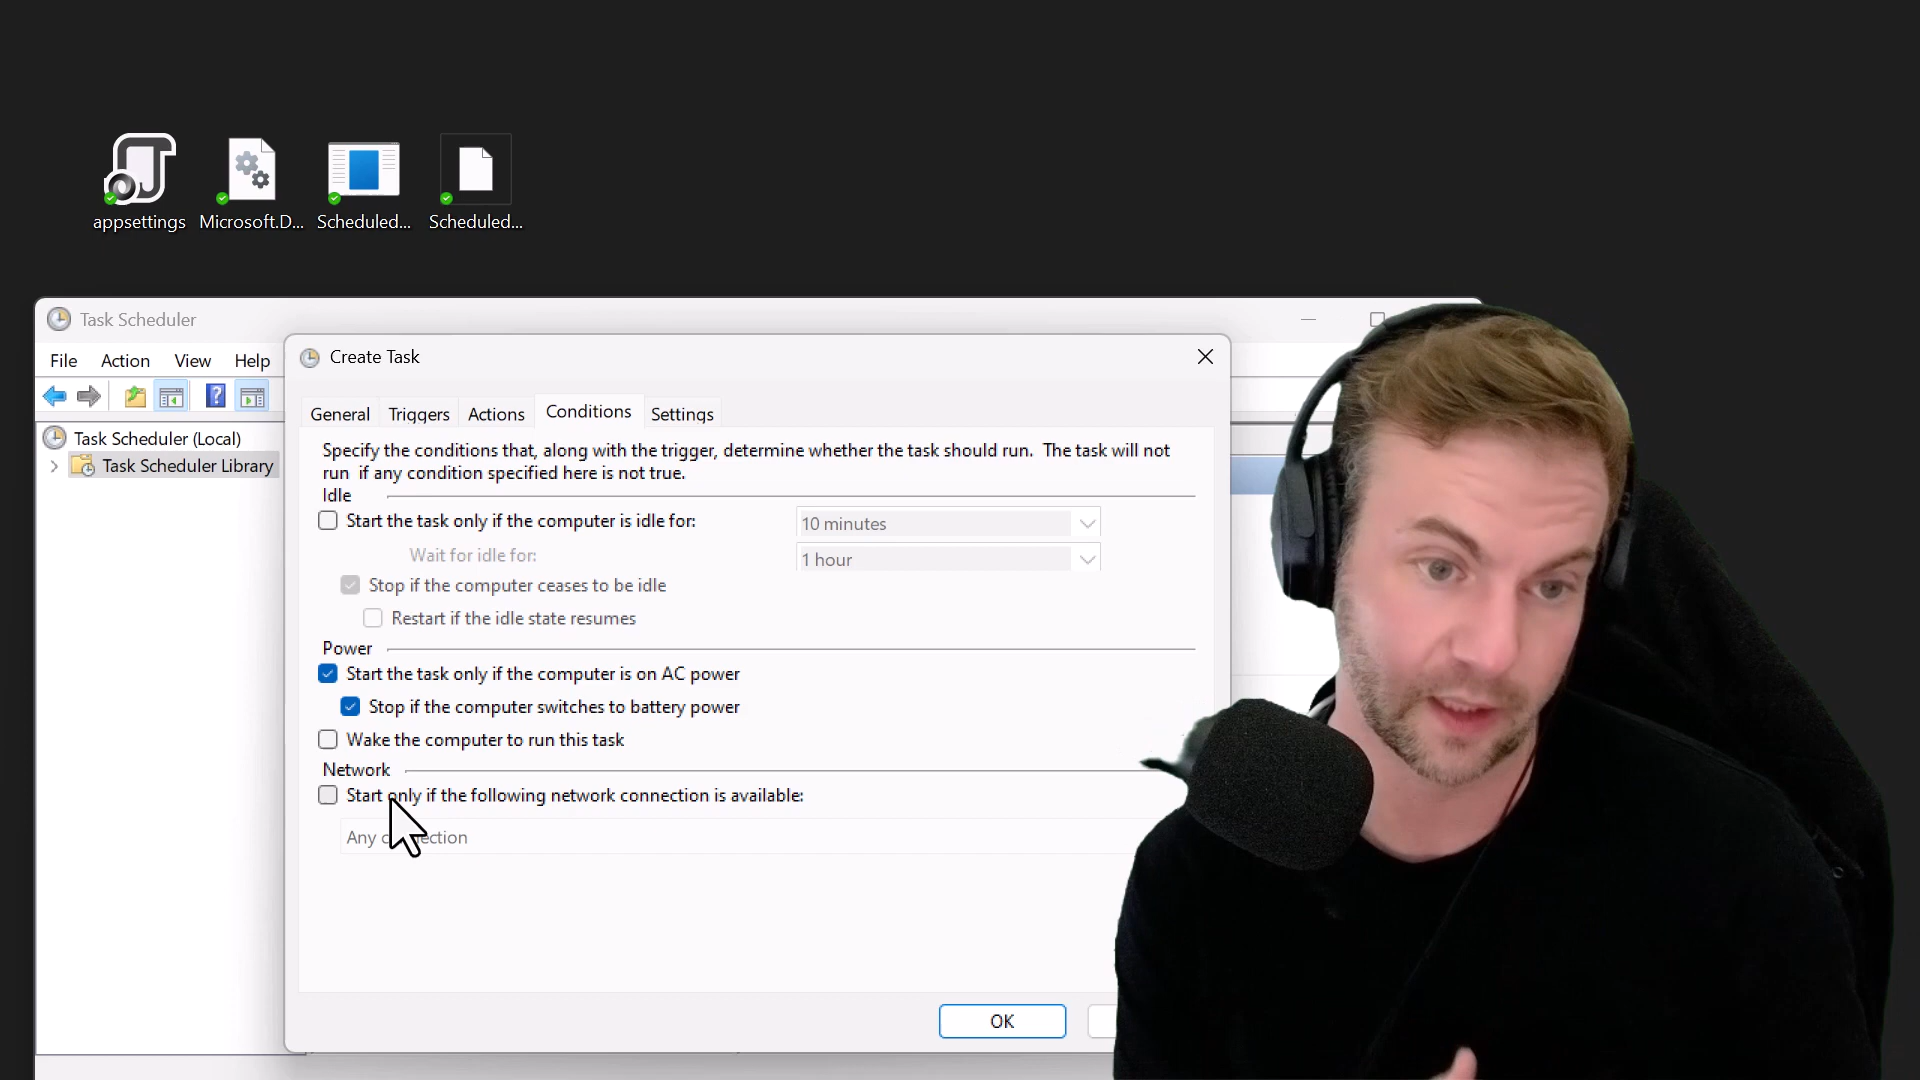 appsettings
Microsoft.D...
Scheduled...
Scheduled...
Task Scheduler
File Action View Help
Create Task
Task Scheduler (Local)
Task Scheduler Library
General Triggers Actions Conditions Settings
Specify the conditions that, along with the trigger, determine whether the task should run. The task will not
run if any condition specified here is not true.
Idle
Start the task only if the computer is idle for:
10 minutes
Wait for idle for:
1 hour
Stop if the computer ceases to be idle
Restart if the idle state resumes
Power
Start the task only if the computer is on AC power
Stop if the computer switches to battery power
Wake the computer to run this task
Network
Start only if the following network connection is available:
Any
OK